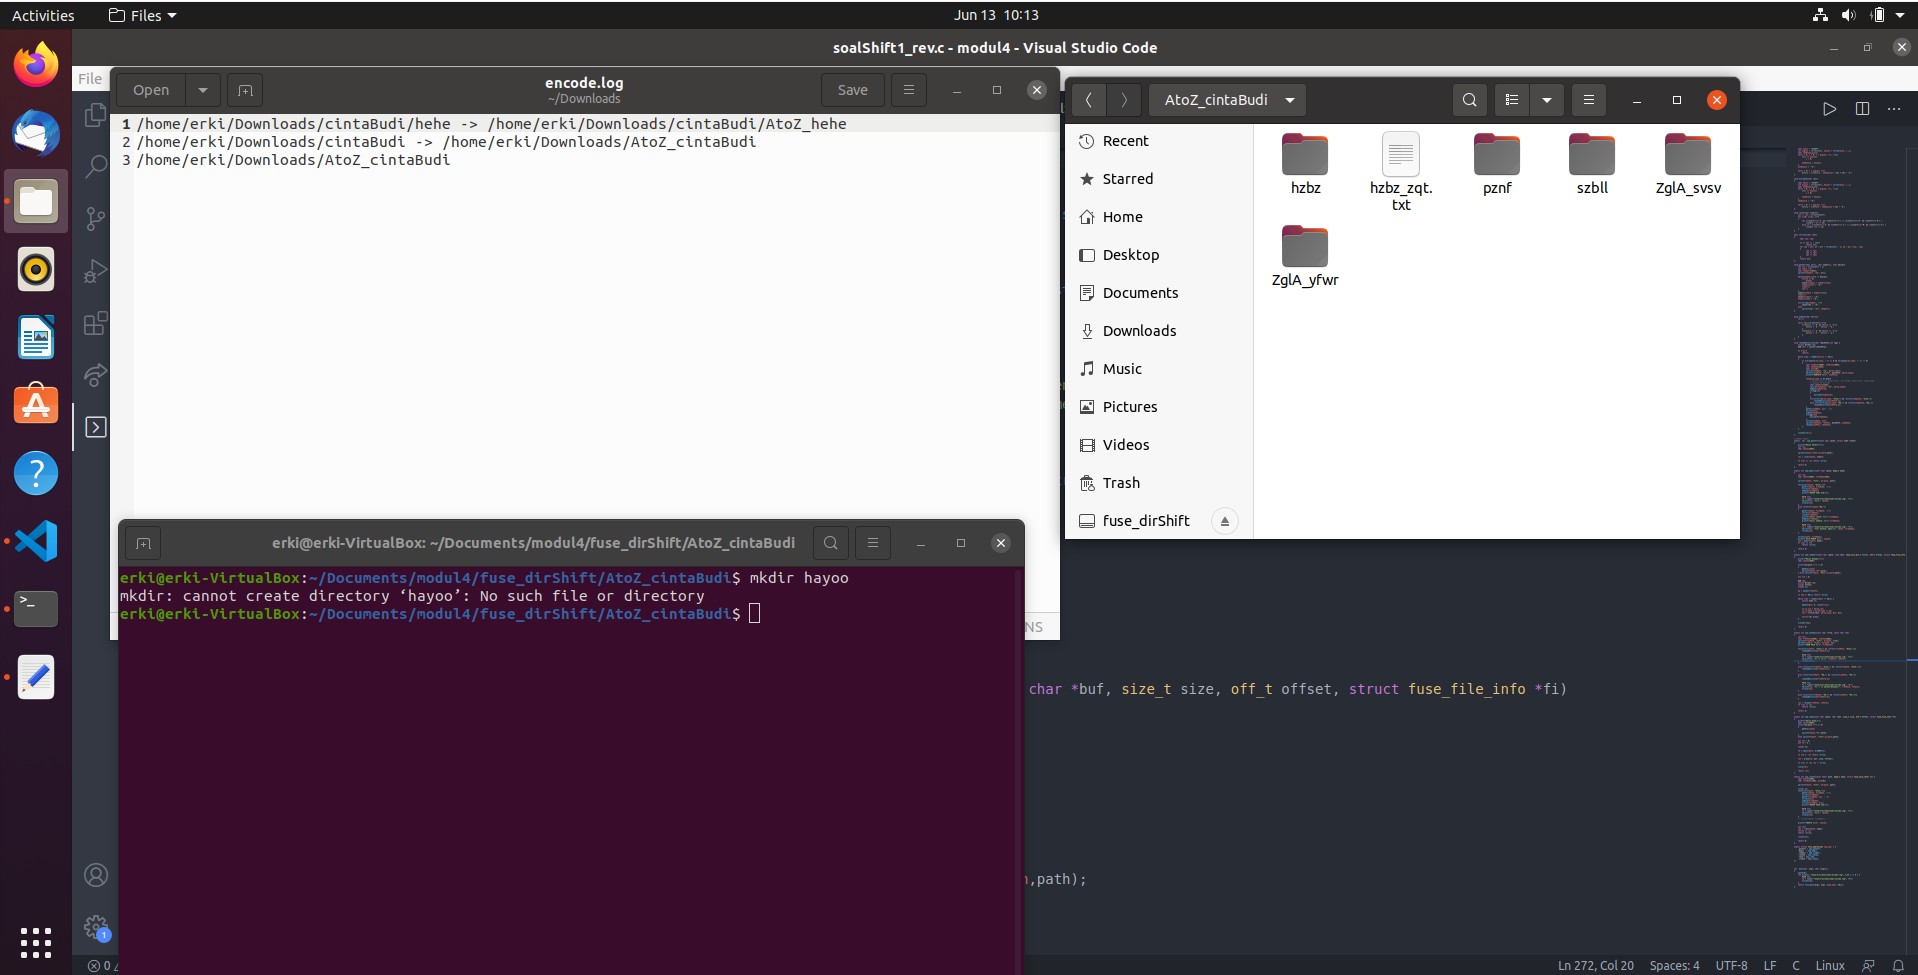 Activities
Files
Jun 13 10:13
soalShift1_rev.c - modul4 - Visual Studio Code
File
Open
encode.log
~/Downloads
Save
1 /home/erki/Downloads/cintaBudi/hehe -> /home/erki/Downloads/cintaBudi/AtoZ_hehe
2 /home/erki/Downloads/cintaBudi -> /home/erki/Downloads/AtoZ_cintaBudi
3 /home/erki/Downloads/AtoZ_cintaBudi
AtoZ_cintaBudi
Recent
Starred
Home
Desktop
Documents
Downloads
Music
Pictures
Videos
Trash
fuse_dirShift
hzbz
hzbz_zqt.
txt
pznf
szbll
ZglA_svsv
ZglA_yfwr
erki@erki-VirtualBox: ~/Documents/modul4/fuse_dirShift/AtoZ_cintaBudi
erki@erki-VirtualBox:~/Documents/modul4/fuse_dirShift/AtoZ_cintaBudi$ mkdir hayoo
mkdir: cannot create directory ‘hayoo’: No such file or directory
erki@erki-VirtualBox:~/Documents/modul4/fuse_dirShift/AtoZ_cintaBudi$
NS
char *buf, size_t size, off_t offset, struct fuse_file_info *fi)
,path);
1
0
Ln 272, Col 20
Spaces: 4
UTF-8
LF
C
Linux